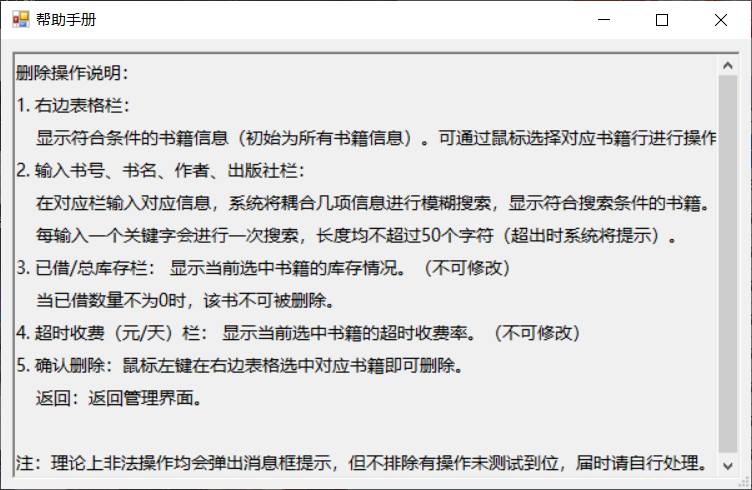 帮助手册
删除操作说明：
1. 右边表格栏：
显示符合条件的书籍信息（初始为所有书籍信息）。可通过鼠标选择对应书籍行进行操作
2. 输入书号、书名、作者、出版社栏：
在对应栏输入对应信息，系统将耦合几项信息进行模糊搜索，显示符合搜索条件的书籍。
每输入一个关键字会进行一次搜索，长度均不超过50个字符（超出时系统将提示）。
3. 已借/总库存栏： 显示当前选中书籍的库存情况。（不可修改）
当已借数量不为0时，该书不可被删除。
4. 超时收费（元/天）栏： 显示当前选中书籍的超时收费率。（不可修改）
5. 确认删除：鼠标左键在右边表格选中对应书籍即可删除。
返回：返回管理界面。
注：理论上非法操作均会弹出消息框提示，但不排除有操作未测试到位，届时请自行处理。